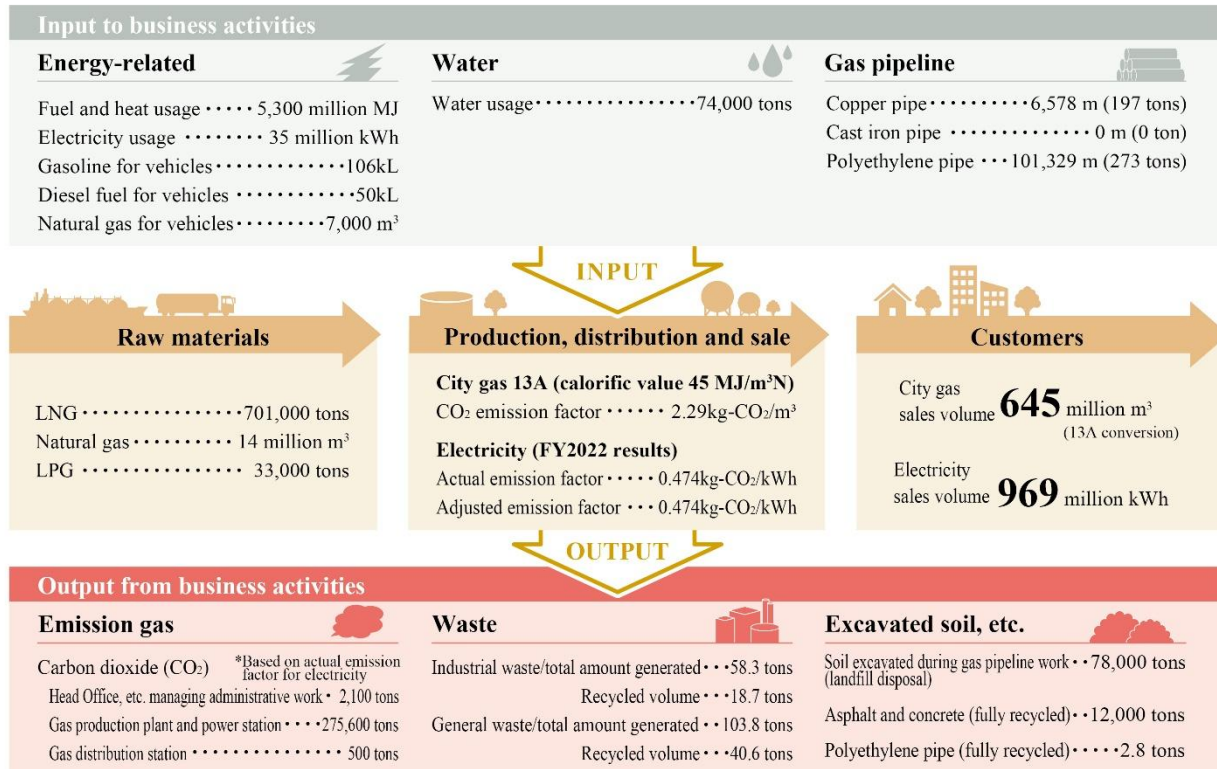 Input to business activities
Energy-related
Fuel and heat usage ····· 5,300 million MJ
Electricity usage ········ 35 million kWh
Gasoline for vehicles ············ 106kL
Diesel fuel for vehicles ············ 50kL
Natural gas for vehicles ········· 7,000 m³
Water
Water usage ················ 74,000 tons
Gas pipeline
Copper pipe ·········· 6,578 m (197 tons)
Cast iron pipe ·············· 0 m (0 ton)
Polyethylene pipe ··· 101,329 m (273 tons)
INPUT
Raw materials
LNG ················ 701,000 tons
Natural gas ·········· 14 million m³
LPG ················ 33,000 tons
Production, distribution and sale
City gas 13A (calorific value 45 MJ/m³N)
CO₂ emission factor ······ 2.29kg-CO₂/m³
Electricity (FY2022 results)
Actual emission factor ····· 0.474kg-CO₂/kWh
Adjusted emission factor ··· 0.474kg-CO₂/kWh
Customers
City gas
sales volume 645 million m³
(13A conversion)
Electricity
sales volume 969 million kWh
OUTPUT
Output from business activities
Emission gas
Carbon dioxide (CO₂) *Based on actual emission
factor for electricity
Head Office, etc. managing administrative work · 2,100 tons
Gas production plant and power station ···· 275,600 tons
Gas distribution station ··············· 500 tons
Waste
Industrial waste/total amount generated ··· 58.3 tons
Recycled volume ··· 18.7 tons
General waste/total amount generated ·· 103.8 tons
Recycled volume ··· 40.6 tons
Excavated soil, etc.
Soil excavated during gas pipeline work ·· 78,000 tons
(landfill disposal)
Asphalt and concrete (fully recycled) ·· 12,000 tons
Polyethylene pipe (fully recycled) ····· 2.8 tons